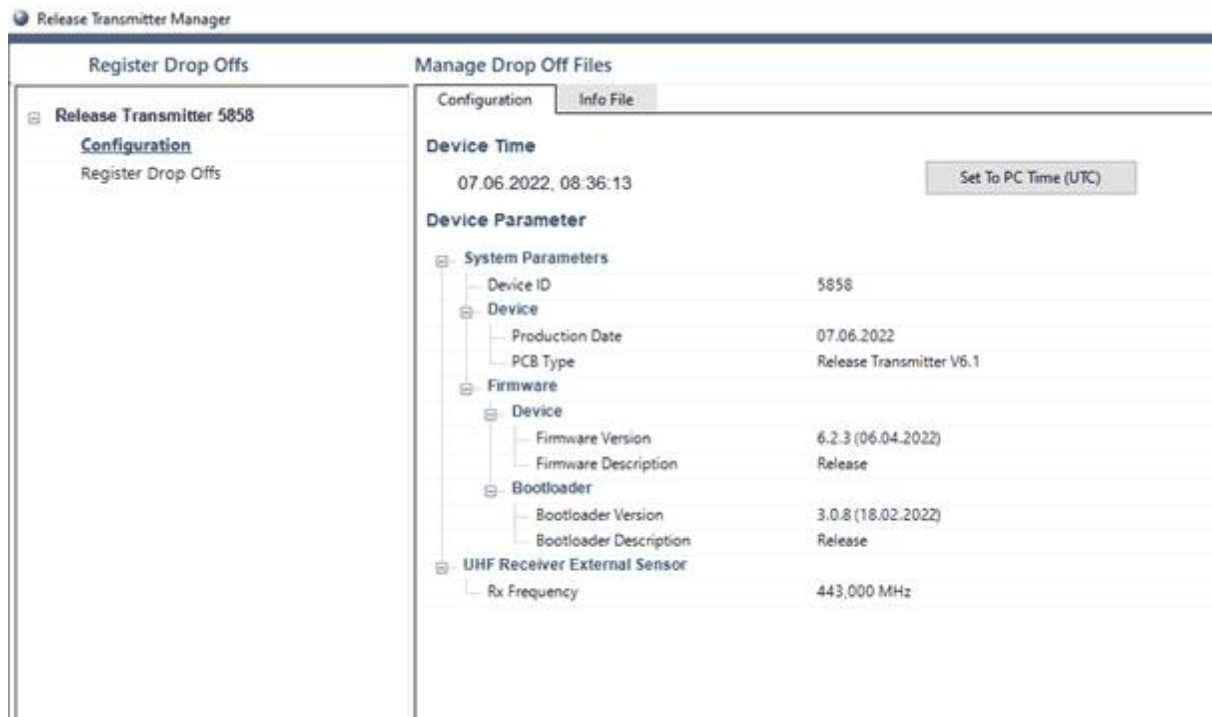 Release Transmitter Manager
Register Drop Offs
Manage Drop Off Files
Release Transmitter 5858
Configuration
Register Drop Offs
Configuration Info File
Device Time
07.06.2022, 08:36:13 Set To PC Time (UTC)
Device Parameter
System Parameters
Device ID 5858
Device
Production Date 07.06.2022
PCB Type Release Transmitter V6.1
Firmware
Device
Firmware Version 6.2.3 (06.04.2022)
Firmware Description Release
Bootloader
Bootloader Version 3.0.8 (18.02.2022)
Bootloader Description Release
UHF Receiver External Sensor
Rx Frequency 443,000 MHz